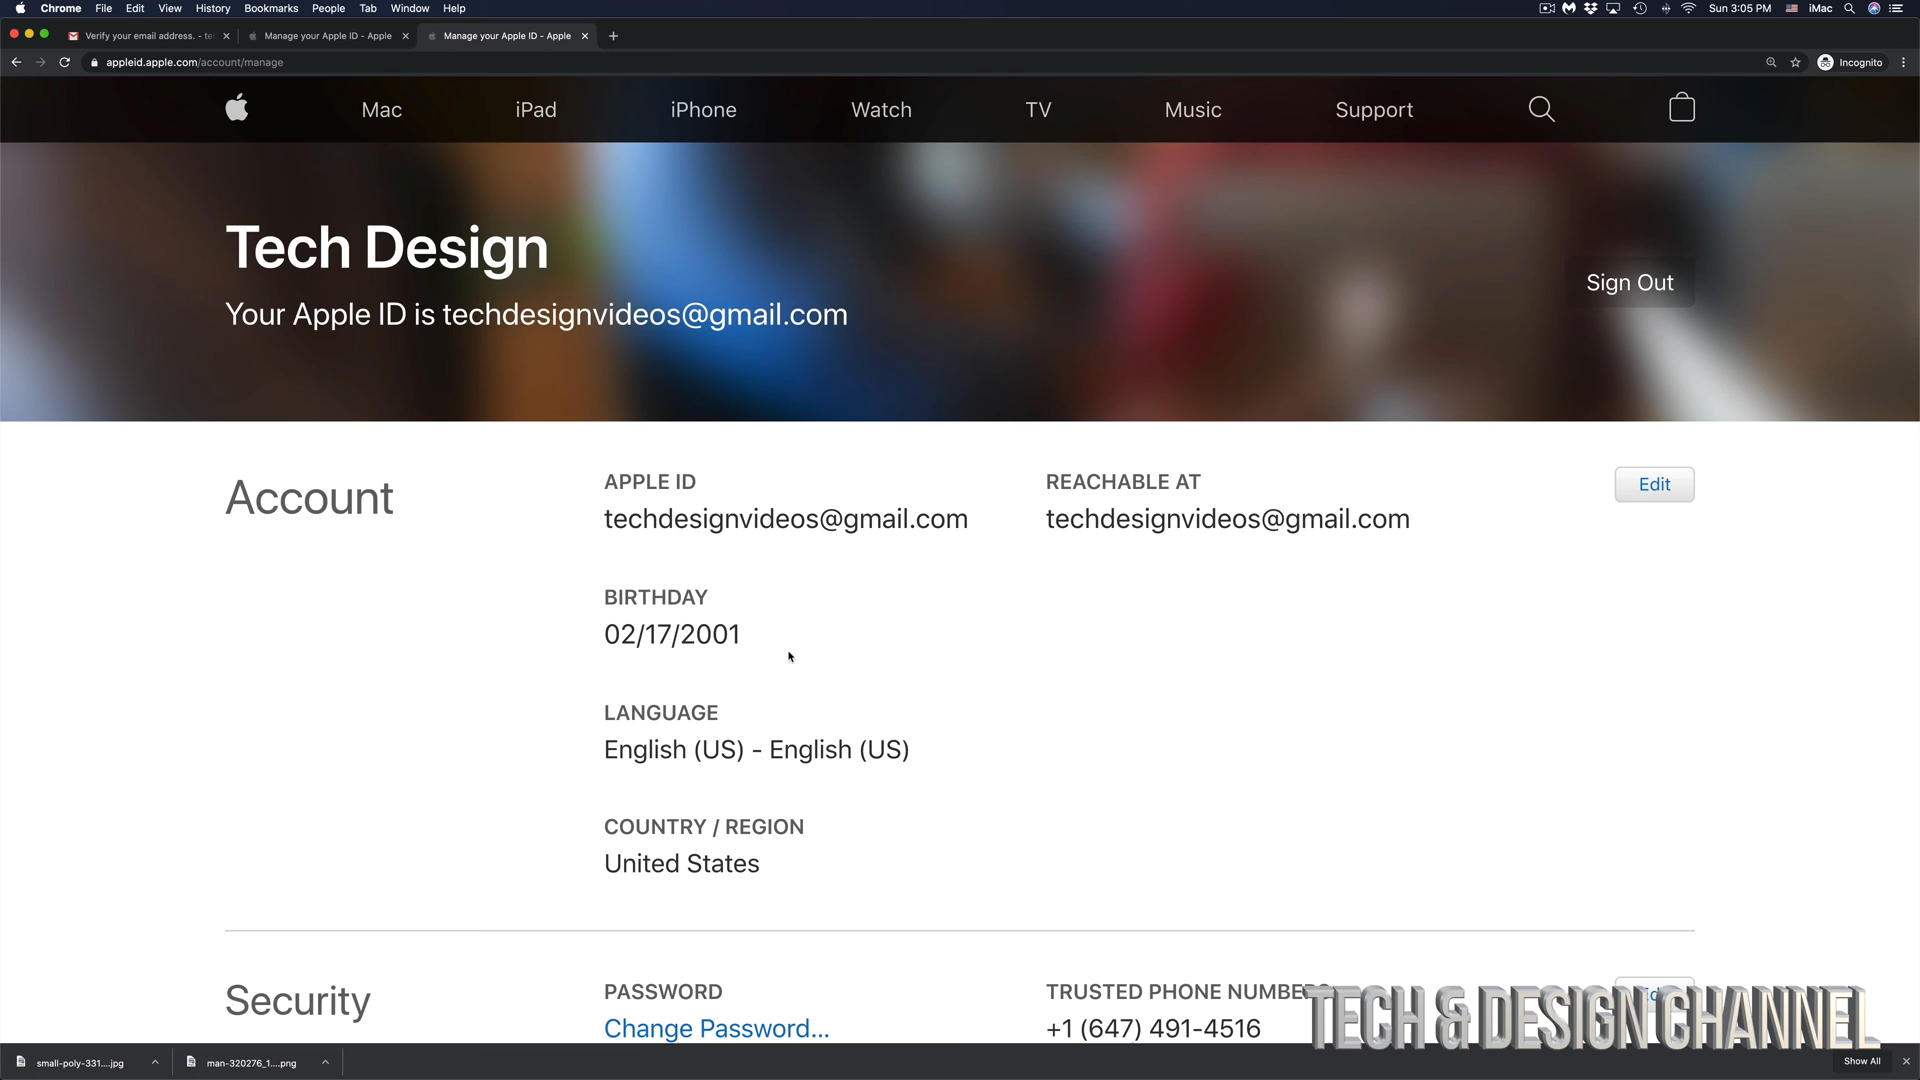 Chrome File Edit View History Bookmarks People Tab Window Help
Sun 3:05 PM iMac
Verify your email address. - te
Manage your Apple ID - Apple
Manage your Apple ID - Apple
appleid.apple.com/account/manage
Incognito
Mac iPad iPhone Watch TV Music Support
Tech Design
Your Apple ID is techdesignvideos@gmail.com
Sign Out
Account
APPLE ID
techdesignvideos@gmail.com
REACHABLE AT
techdesignvideos@gmail.com
Edit
BIRTHDAY
02/17/2001
LANGUAGE
English (US) - English (US)
COUNTRY / REGION
United States
Security
PASSWORD
Change Password...
TRUSTED PHONE NUMBERS
+1 (647) 491-4516
TECH & DESIGN CHANNEL
small-poly-331....jpg
man-320276_1....png
Show All